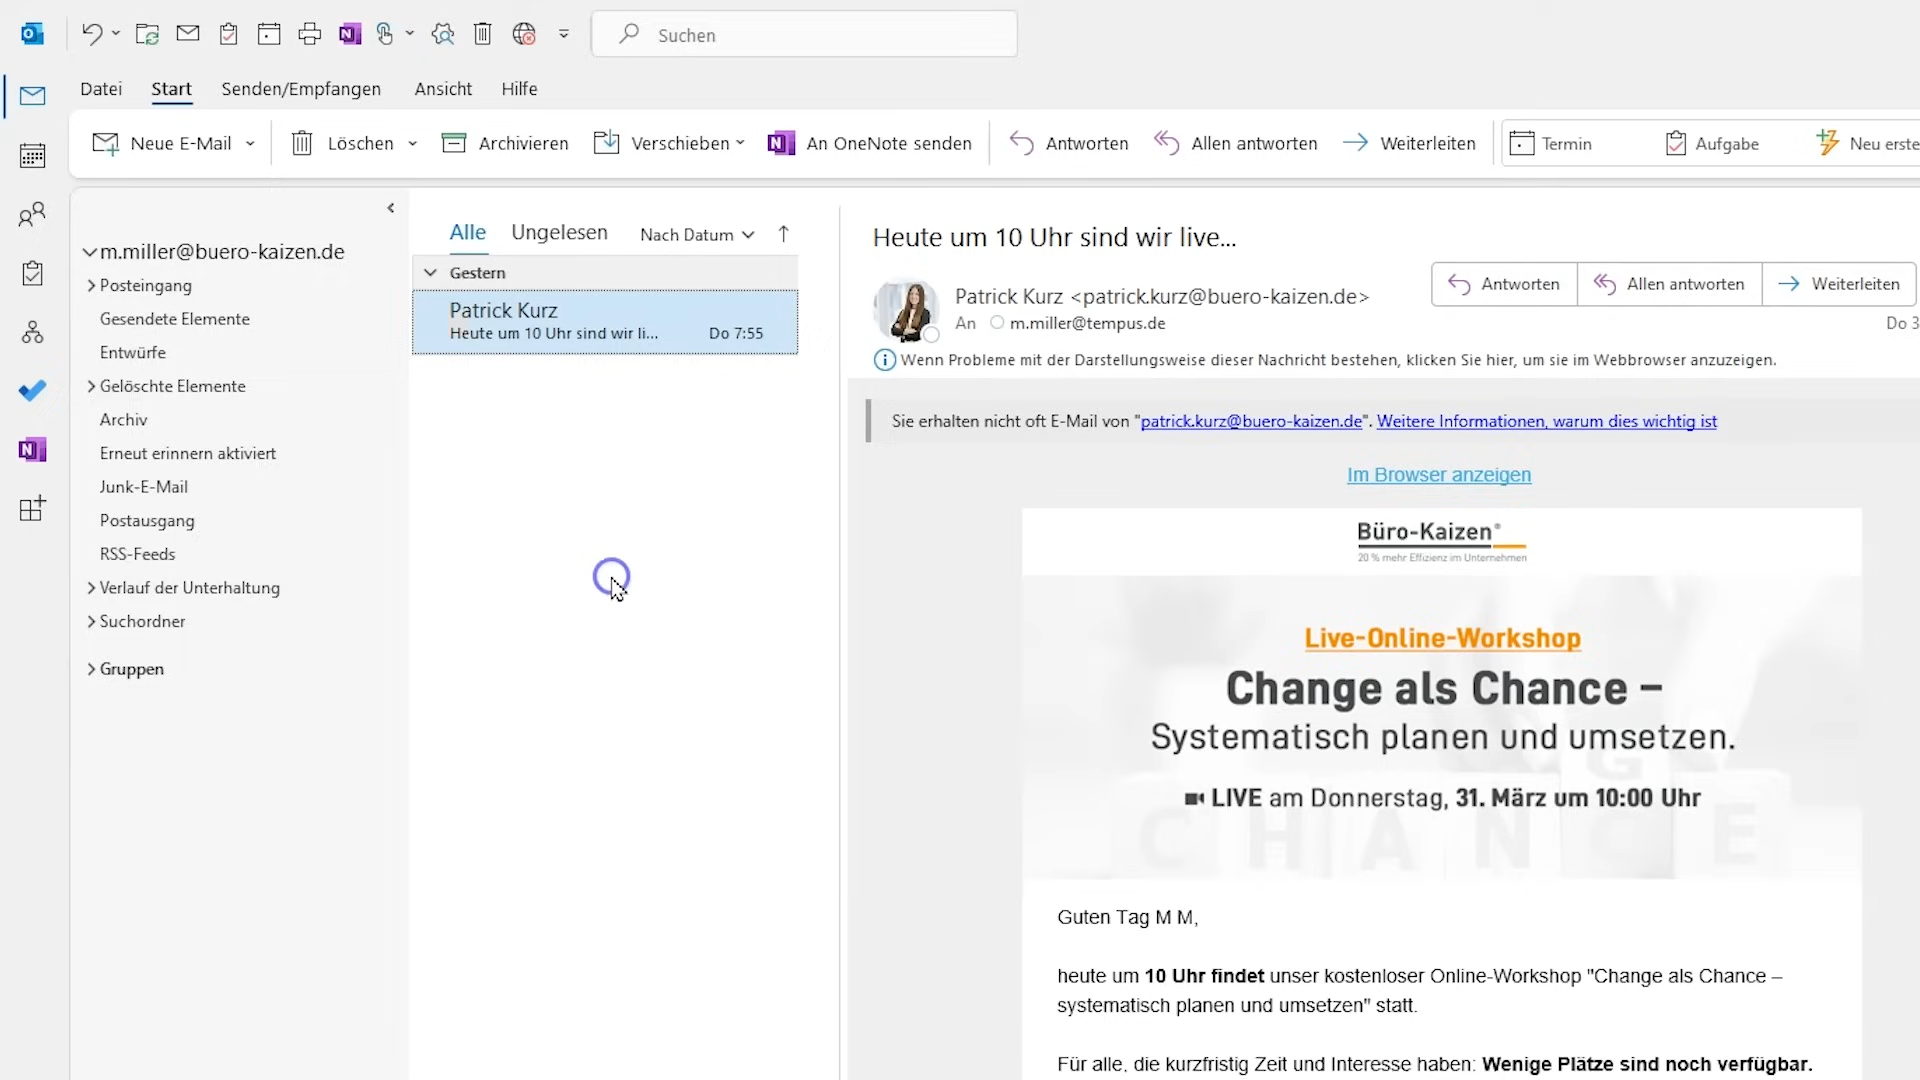 Suchen
Datei Start Senden/Empfangen Ansicht Hilfe
Neue E-Mail Löschen Archivieren Verschieben An OneNote senden Antworten Allen antworten Weiterleiten Termin Aufgabe Neu erste
m.miller@buero-kaizen.de
Posteingang
Gesendete Elemente
Entwürfe
Gelöschte Elemente
Archiv
Erneut erinnern aktiviert
Junk-E-Mail
Postausgang
RSS-Feeds
Verlauf der Unterhaltung
Suchordner
Gruppen
Alle Ungelesen Nach Datum
Gestern
Patrick Kurz
Heute um 10 Uhr sind wir li... Do 7:55
Heute um 10 Uhr sind wir live...
Patrick Kurz <patrick.kurz@buero-kaizen.de>
An m.miller@tempus.de
Antworten Allen antworten Weiterleiten
Do 3
Wenn Probleme mit der Darstellungsweise dieser Nachricht bestehen, klicken Sie hier, um sie im Webbrowser anzuzeigen.
Sie erhalten nicht oft E-Mail von "patrick.kurz@buero-kaizen.de". Weitere Informationen, warum dies wichtig ist
Im Browser anzeigen
Büro-Kaizen®
20 % mehr Effizienz im Unternehmen
Live-Online-Workshop
Change als Chance –
Systematisch planen und umsetzen.
LIVE am Donnerstag, 31. März um 10:00 Uhr
CHANGE
Guten Tag M M,
heute um 10 Uhr findet unser kostenloser Online-Workshop "Change als Chance –
systematisch planen und umsetzen" statt.
Für alle, die kurzfristig Zeit und Interesse haben: Wenige Plätze sind noch verfügbar.